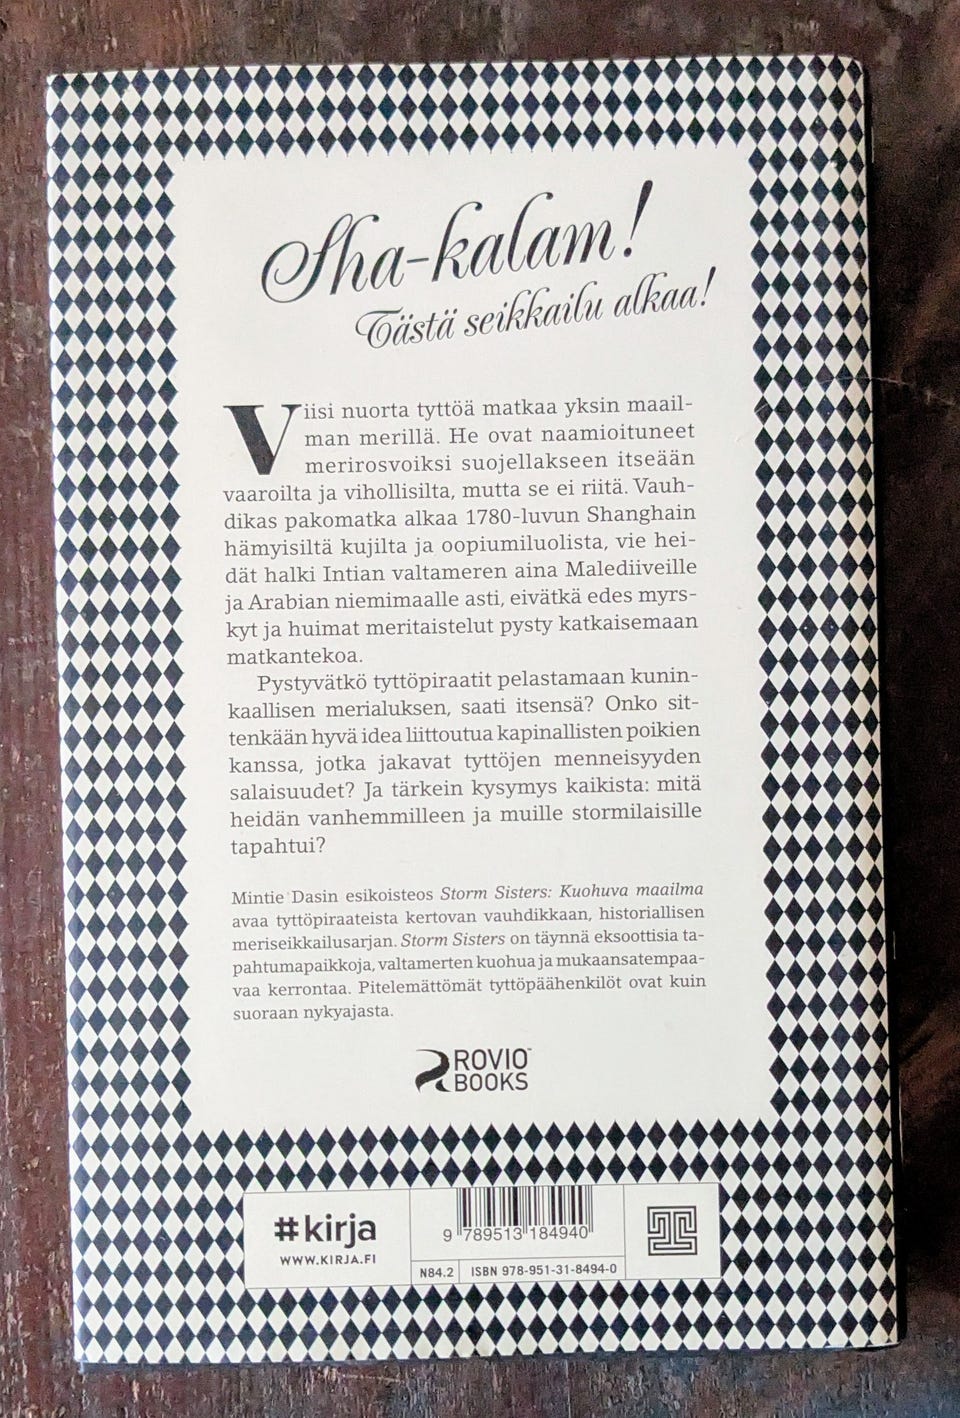 Sha-kalam!
Tästä seikkailu alkaa!
Viisi nuorta tyttöä matkaa yksin maail-
man merillä. He ovat naamioituneet
merirosvoiksi suojellakseen itseään
vaaroilta ja vihollisilta, mutta se ei riitä. Vauh-
dikas pakomatka alkaa 1780-luvun Shanghain
hämyisiltä kujilta ja oopiumiluolista, vie hei-
dät halki Intian valtameren aina Malediiveille
ja Arabian niemimaalle asti, eivätkä edes myrs-
kyt ja huimat meritaistelut pysty katkaisemaan
matkantekoa.
Pystyvätkö tyttöpiraatit pelastamaan kunin-
kaallisen merialuksen, saati itsensä? Onko sit-
tenkään hyvä idea liittoutua kapinallisten poikien
kanssa, jotka jakavat tyttöjen menneisyyden
salaisuudet? Ja tärkein kysymys kaikista: mitä
heidän vanhemmilleen ja muille stormilaisille
tapahtui?
Mintie Dasin esikoisteos Storm Sisters: Kuohuva maailma
avaa tyttöpiraateista kertovan vauhdikkaan, historiallisen
meriseikkailusarjan. Storm Sisters on täynnä eksoottisia ta-
pahtumapaikkoja, valtamerten kuohua ja mukaansatempaa-
vaa kerrontaa. Pitelemättömät tyttöpäähenkilöt ovat kuin
suoraan nykyajasta.
ROVIO™
BOOKS
#kirja
WWW.KIRJA.FI
9 789513 184940
N84.2 ISBN 978-951-31-8494-0